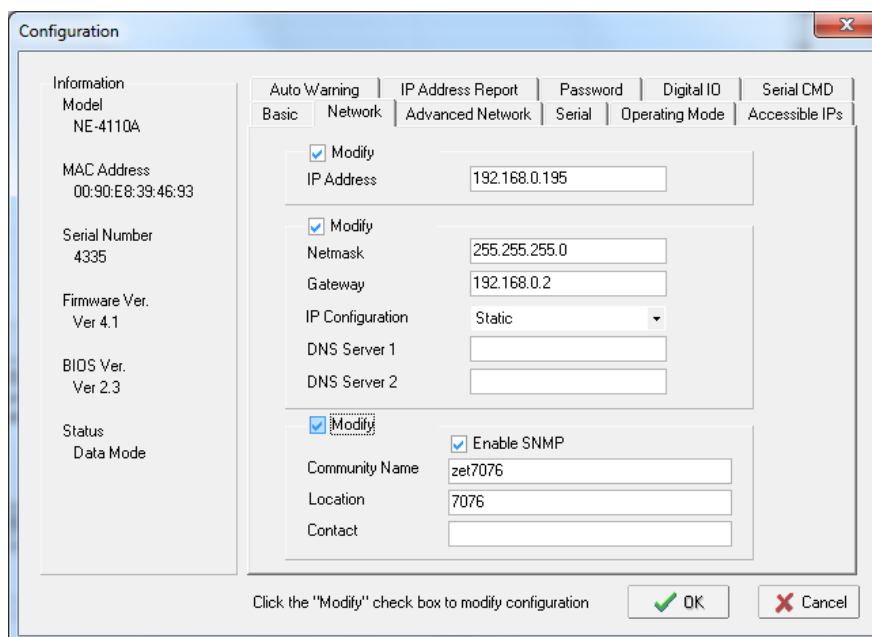 Configuration
Information
Model
NE-4110A
MAC Address
00:90:E8:39:46:93
Serial Number
4335
Firmware Ver.
Ver 4.1
BIOS Ver.
Ver 2.3
Status
Data Mode
Auto Warning IP Address Report Password Digital IO Serial CMD
Basic Network Advanced Network Serial Operating Mode Accessible IPs
Modify
IP Address 192.168.0.195
Modify
Netmask 255.255.255.0
Gateway 192.168.0.2
IP Configuration Static
DNS Server 1
DNS Server 2
Modify
Enable SNMP
Community Name zet7076
Location 7076
Contact
Click the "Modify" check box to modify configuration OK Cancel